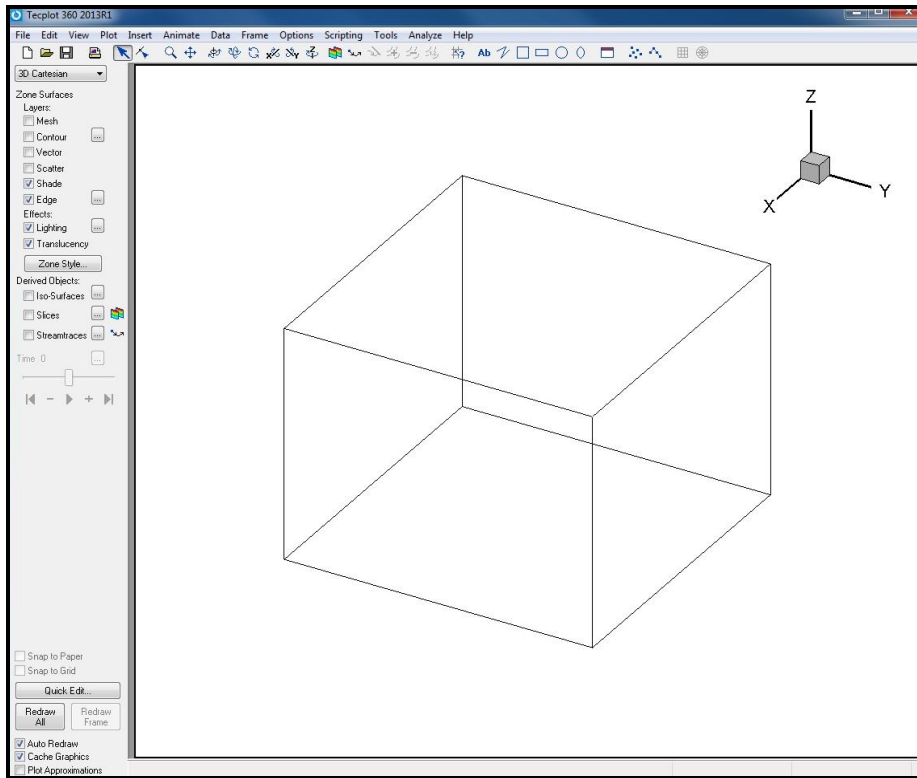 Tecplot 360 2013R1
File Edit View Plot Insert Animate Data Frame Options Scripting Tools Analyze Help
Ab
3D Cartesian
Zone Surfaces
Layers:
Mesh
Contour ...
Vector
Scatter
Shade
Edge ...
Effects:
Lighting ...
Translucency
Zone Style...
Derived Objects:
Iso-Surfaces ...
Slices ...
Streamtraces ...
Time 0 ...
Snap to Paper
Snap to Grid
Quick Edit...
Redraw All
Redraw Frame
Auto Redraw
Cache Graphics
Plot Approximations
Z
X
Y